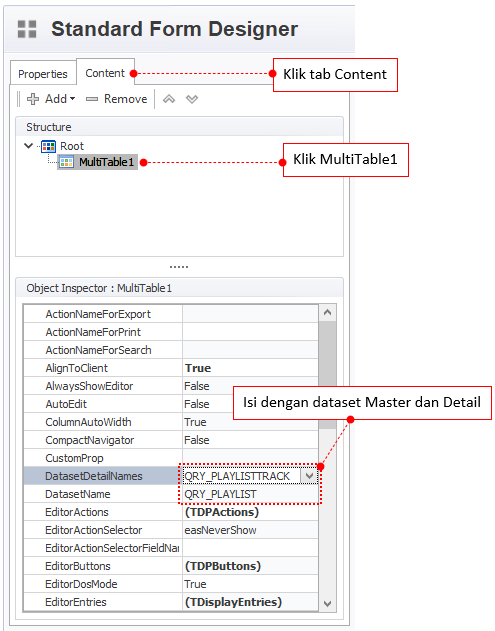 Standard Form Designer
Properties
Content
Klik tab Content
Add
Remove
Structure
Root
MultiTable1
Klik MultiTable1
Object Inspector : MultiTable1
ActionNameForExport
ActionNameForPrint
ActionNameForSearch
AlignToClient True
AlwaysShowEditor False
AutoEdit False
Isi dengan dataset Master dan Detail
ColumnAutoWidth True
CompactNavigator False
CustomProp
DatasetDetailNames QRY_PLAYLISTTRACK
DatasetName QRY_PLAYLIST
EditorActions (TDPActions)
EditorActionSelector easNeverShow
EditorActionSelectorFieldNam
EditorButtons (TDPButtons)
EditorDosMode True
EditorEntries (TDisplayEntries)